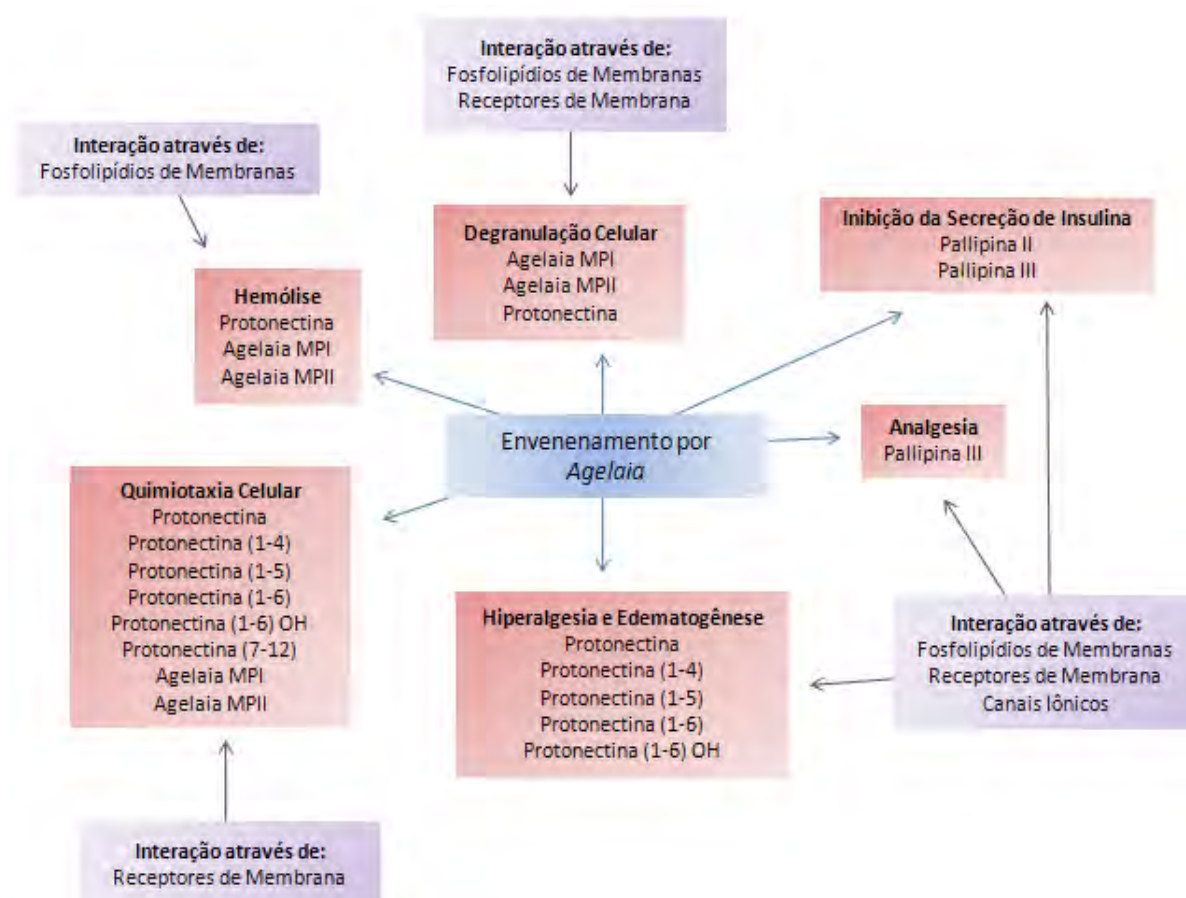 Interação através de:
Fosfolipídios de Membranas
Receptores de Membrana
Interação através de:
Fosfolipídios de Membranas
Degranulação Celular
Agelaia MPI
Agelaia MPII
Protonectina
Inibição da Secreção de Insulina
Pallipina II
Pallipina III
Hemólise
Protonectina
Agelaia MPI
Agelaia MPII
Envenenamento por
Agelaia
Analgesia
Pallipina III
Quimiotaxia Celular
Protonectina
Protonectina (1-4)
Protonectina (1-5)
Protonectina (1-6)
Protonectina (1-6) OH
Protonectina (7-12)
Agelaia MPI
Agelaia MPII
Hiperalgesia e Edematogênese
Protonectina
Protonectina (1-4)
Protonectina (1-5)
Protonectina (1-6)
Protonectina (1-6) OH
Interação através de:
Fosfolipídios de Membranas
Receptores de Membrana
Canais Iônicos
Interação através de:
Receptores de Membrana